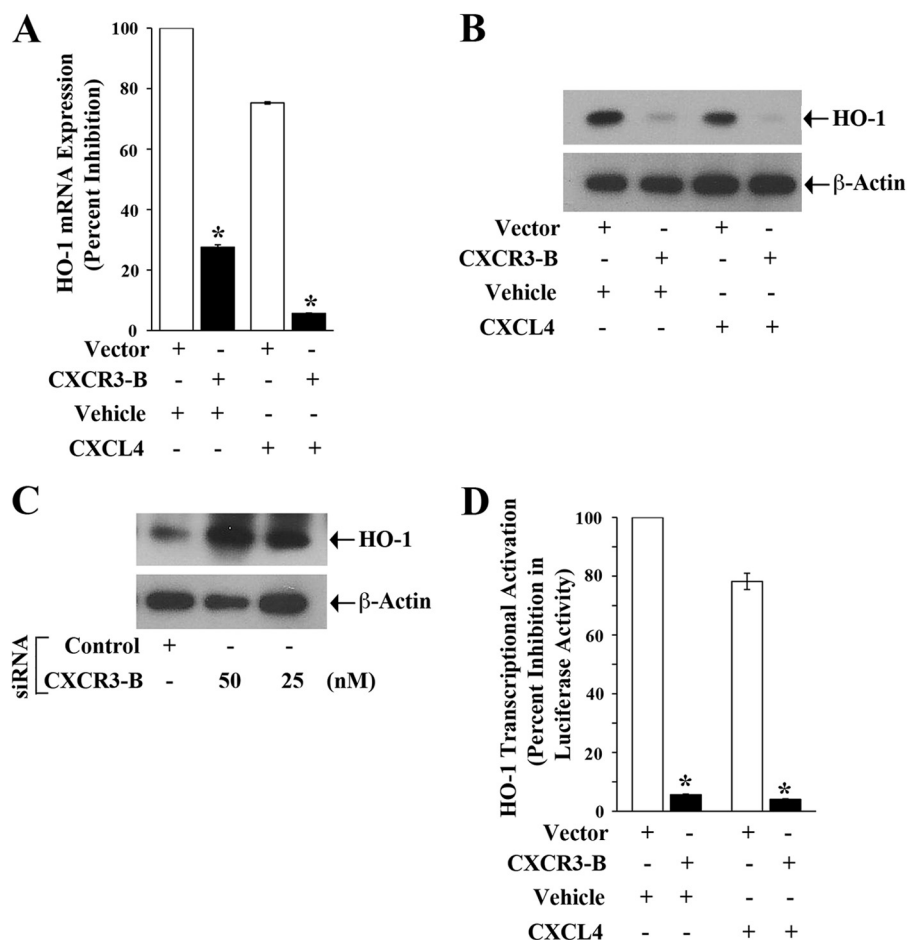 A
HO-1 mRNA Expression
(Percent Inhibition)
100
80
60
40
20
0
* *
Vector + - + -
CXCR3-B - + - +
Vehicle + + - -
CXCL4 - - + +
B
HO-1
β-Actin
Vector + - + -
CXCR3-B - + - +
Vehicle + + - -
CXCL4 - - + +
C
HO-1
β-Actin
siRNA
Control + - -
CXCR3-B - 50 25 (nM)
D
HO-1 Transcriptional Activation
(Percent Inhibition in
Luciferase Activity)
100
80
60
40
20
0
* *
Vector + - + -
CXCR3-B - + - +
Vehicle + + - -
CXCL4 - - + +